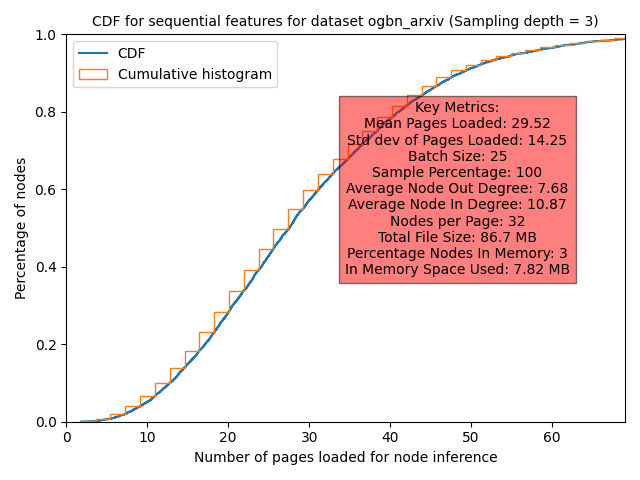 CDF for sequential features for dataset ogbn_arxiv (Sampling depth = 3)
CDF
Cumulative histogram
Key Metrics:
Mean Pages Loaded: 29.52
Std dev of Pages Loaded: 14.25
Batch Size: 25
Sample Percentage: 100
Average Node Out Degree: 7.68
Average Node In Degree: 10.87
Nodes per Page: 32
Total File Size: 86.7 MB
Percentage Nodes In Memory: 3
In Memory Space Used: 7.82 MB
Percentage of nodes
1.0
0.8
0.6
0.4
0.2
0.0
0 10 20 30 40 50 60
Number of pages loaded for node inference